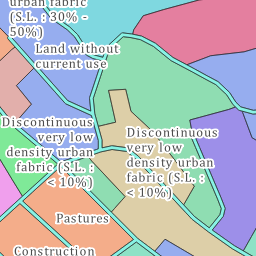 urban fabric
(S.L. : 30% -
50%)
Land without
current use
Discontinuous
very low
density urban
fabric (S.L. :
< 10%)
Discontinuous
very low
density urban
fabric (S.L. :
< 10%)
Pastures
Construction